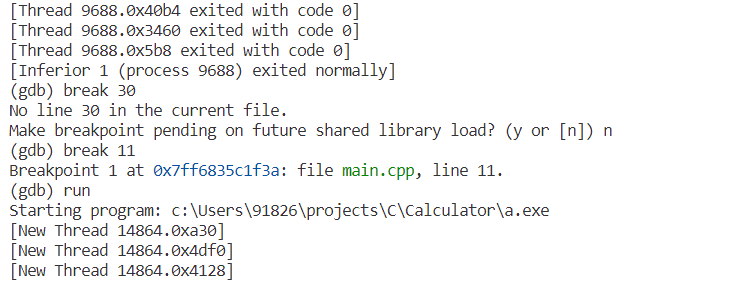 [Thread 9688.0x40b4 exited with code 0]
[Thread 9688.0x3460 exited with code 0]
[Thread 9688.0x5b8 exited with code 0]
[Inferior 1 (process 9688) exited normally]
(gdb) break 30
No line 30 in the current file.
Make breakpoint pending on future shared library load? (y or [n]) n
(gdb) break 11
Breakpoint 1 at 0x7ff6835c1f3a: file main.cpp, line 11.
(gdb) run
Starting program: c:\Users\91826\projects\C\Calculator\a.exe
[New Thread 14864.0xa30]
[New Thread 14864.0x4df0]
[New Thread 14864.0x4128]